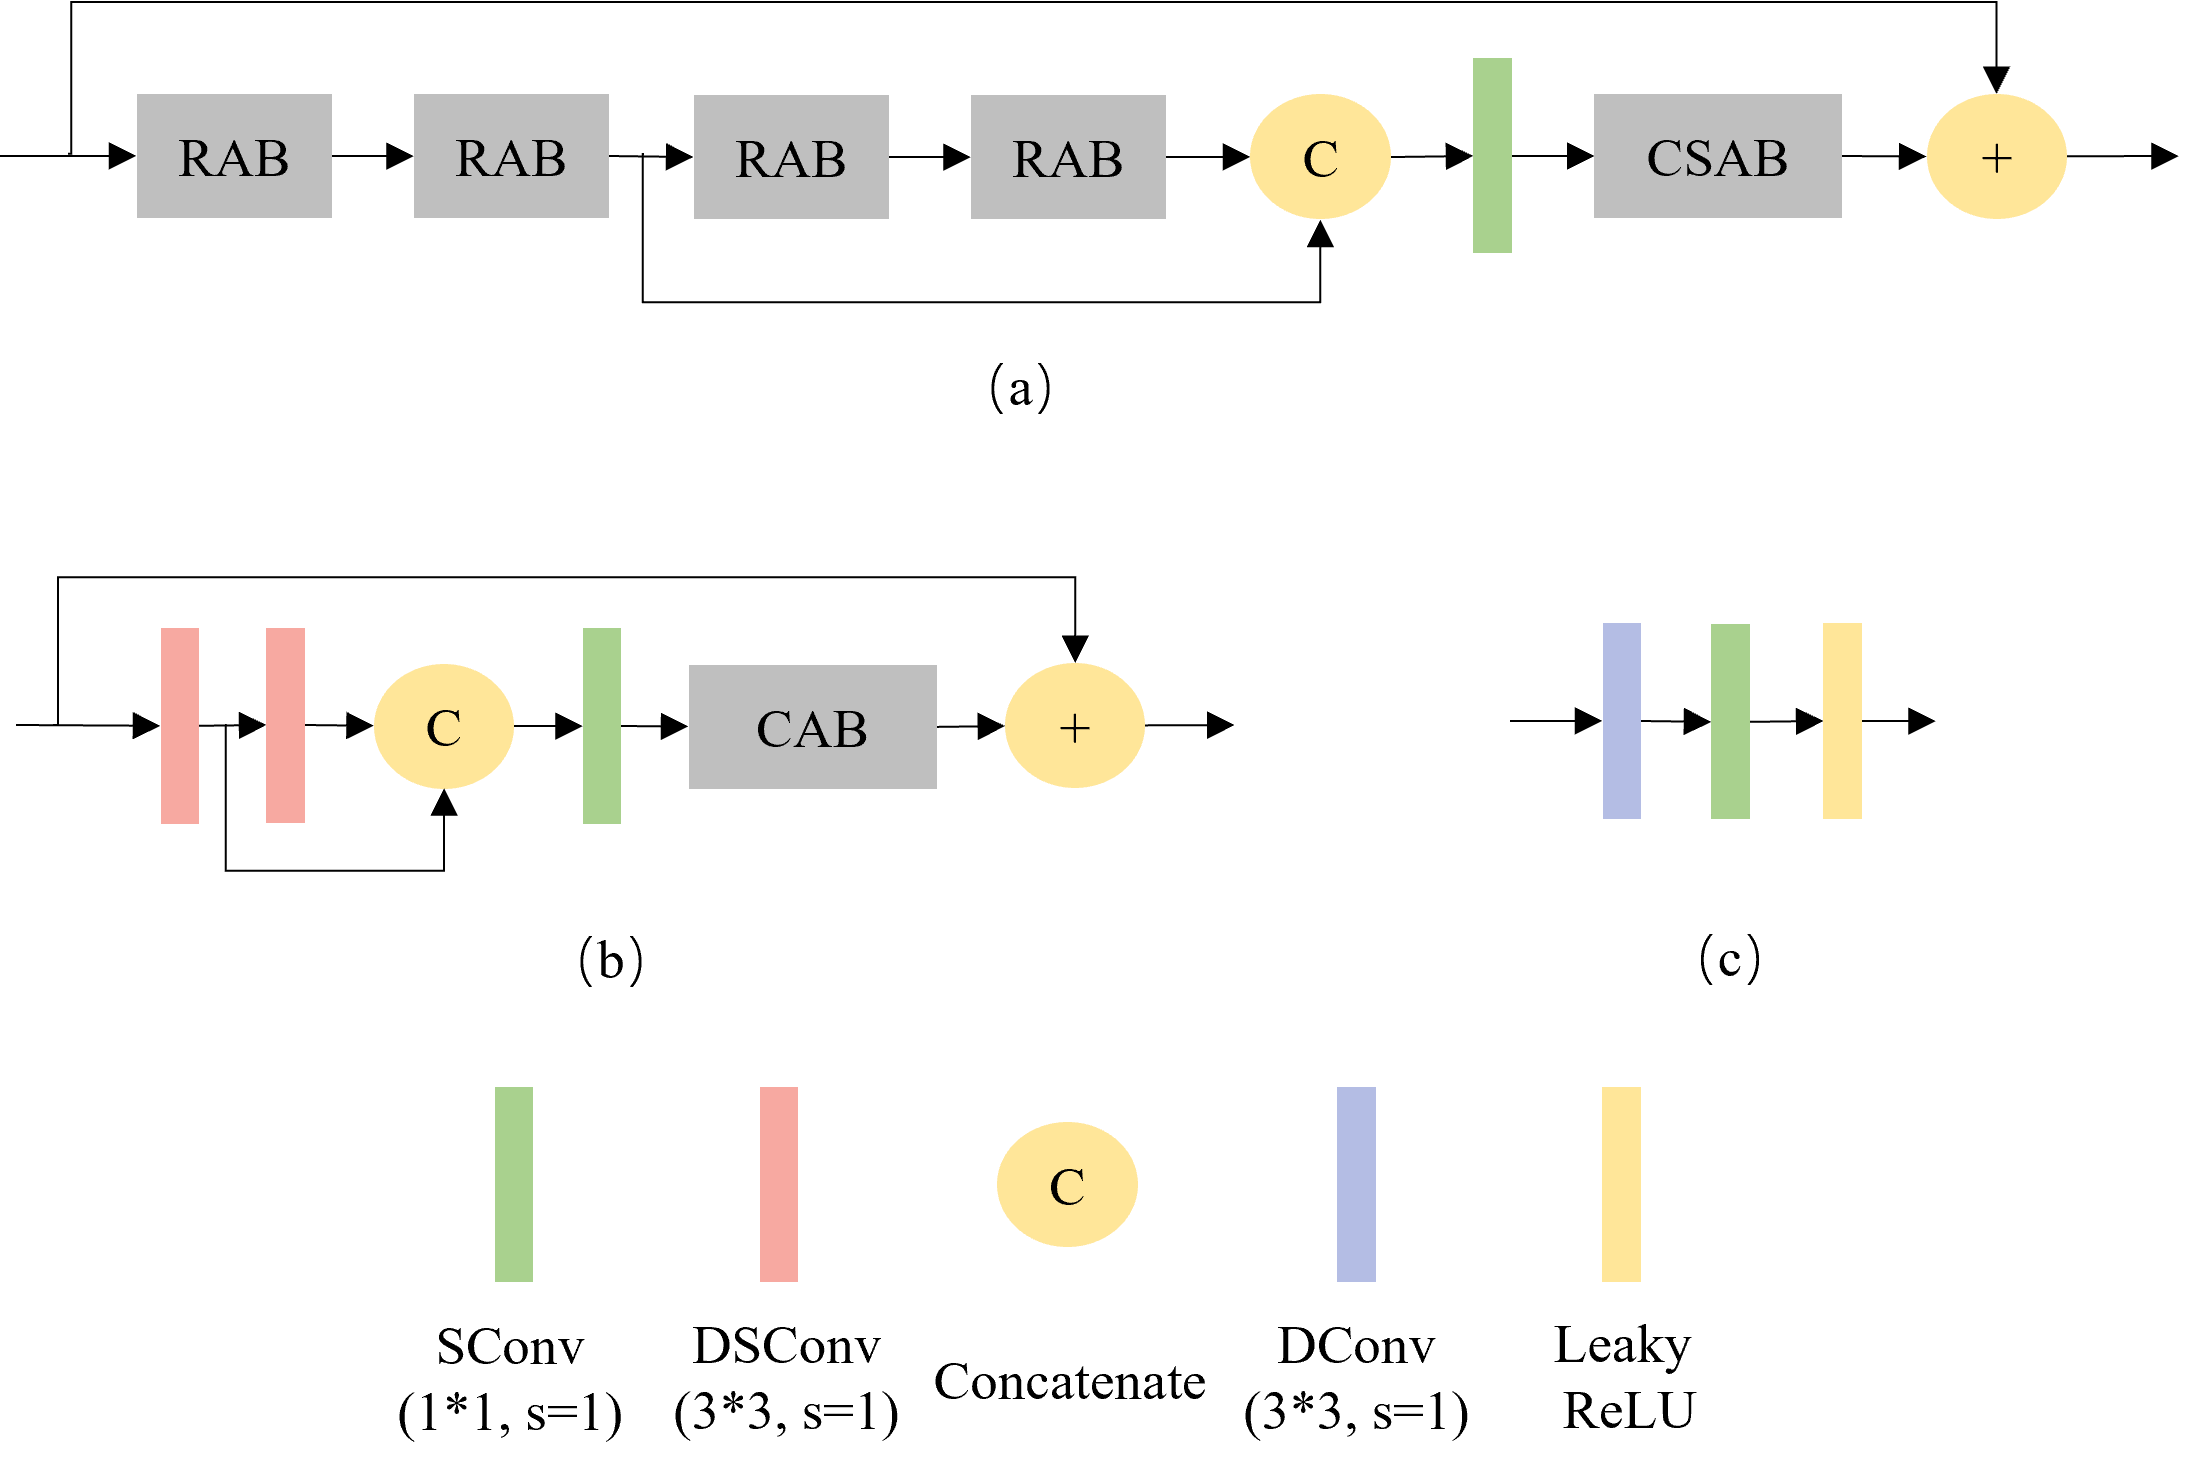 RAB RAB RAB RAB C CSAB +
(a)
C CAB +
(b) (c)
C
SConv DSConv Concatenate DConv Leaky
(1*1, s=1) (3*3, s=1) (3*3, s=1) ReLU